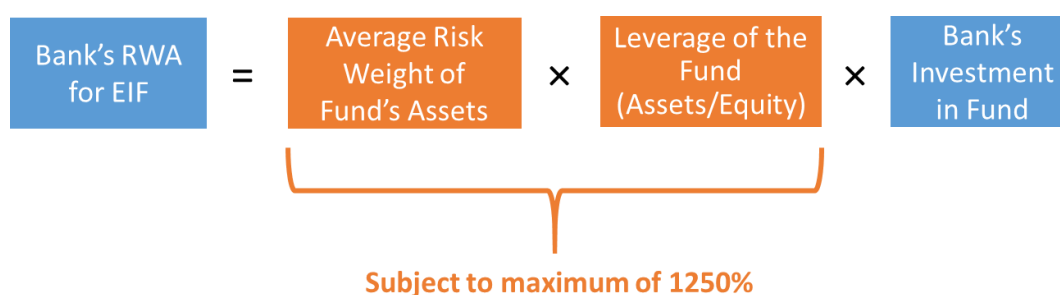 Bank's RWA
for EIF
=
Average Risk
Weight of
Fund's Assets
×
Leverage of the
Fund
(Assets/Equity)
×
Bank's
Investment
in Fund
Subject to maximum of 1250%